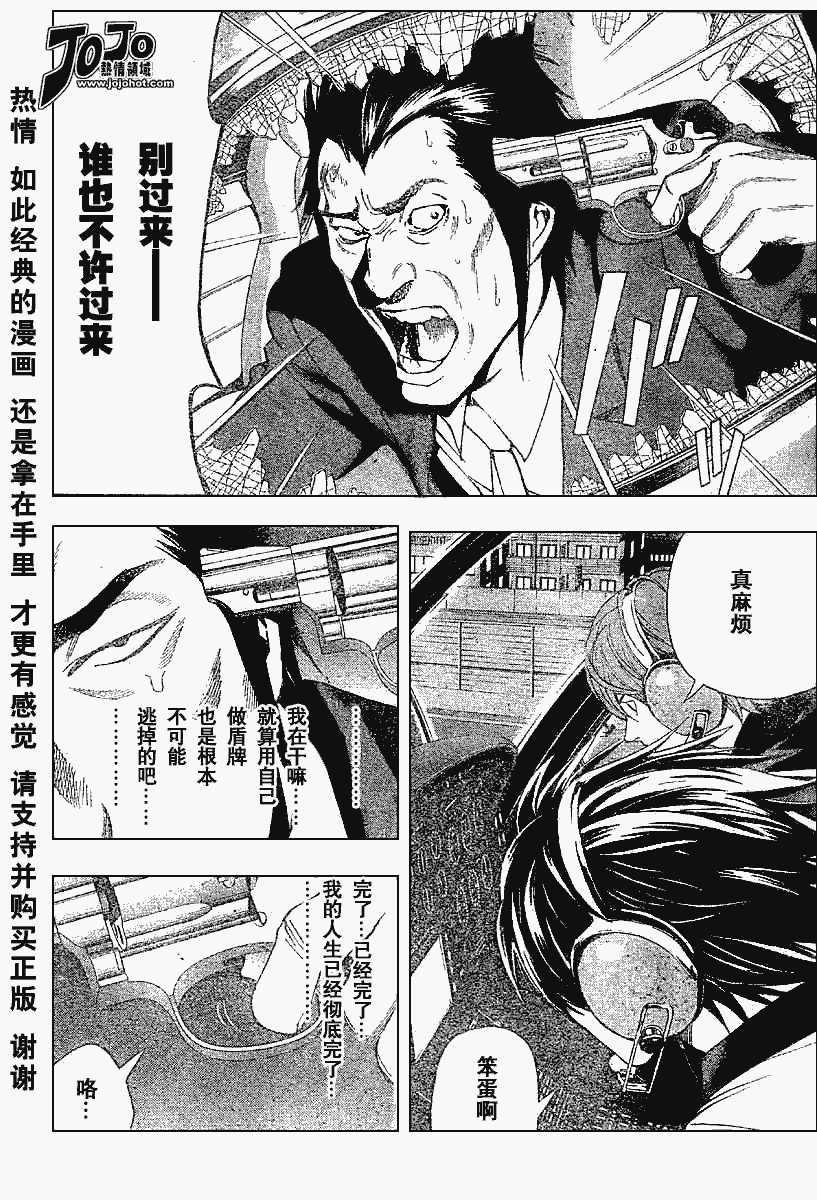 JOJO
熱情領域
www.jojohot.com
热情 如此经典的漫画 还是拿在手里 才更有感觉 请支持并购买正版 谢谢
别过来——
谁也不许过来
真麻烦
笨蛋啊
………………
我在干嘛……
就算用自己
做盾牌
也是根本
不可能
逃掉的吧……
………………
完了…已经完了…
我的人生已经彻底完了…
………………
咯…